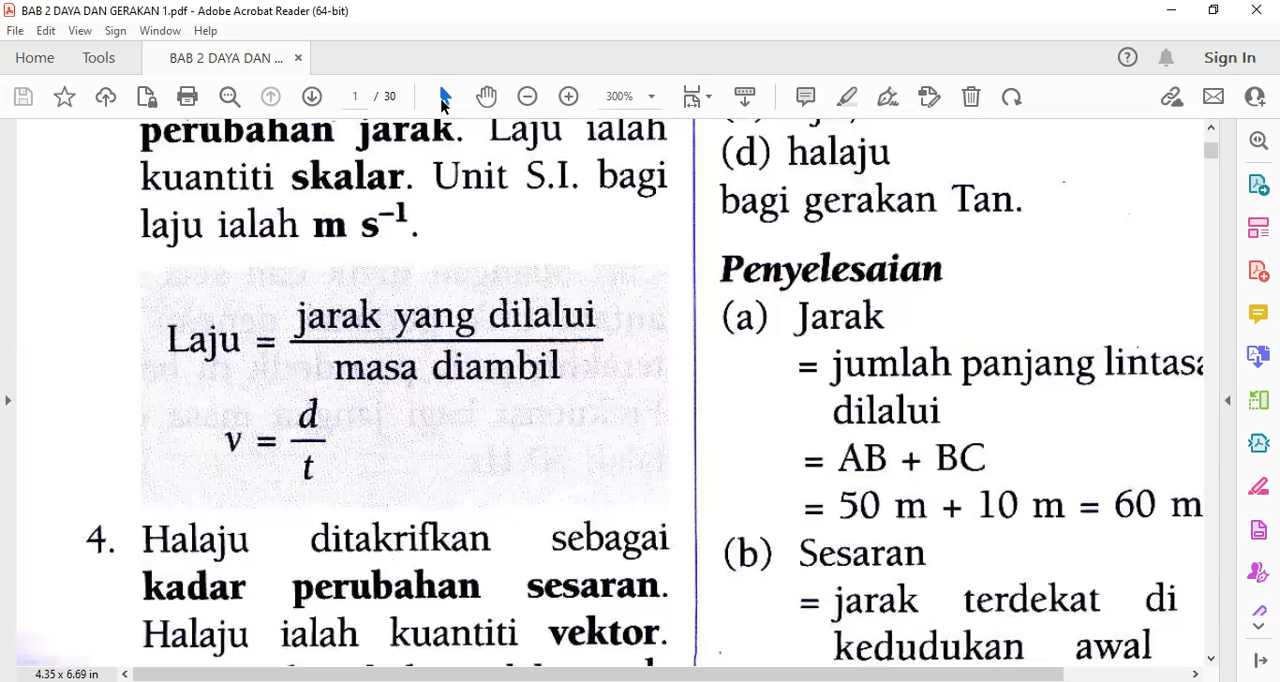 BAB 2 DAYA DAN GERAKAN 1.pdf - Adobe Acrobat Reader (64-bit)
File Edit View Sign Window Help
Home Tools BAB 2 DAYA DAN ... × Sign In
1 / 30 300%
perubahan jarak. Laju ialah
kuantiti skalar. Unit S.I. bagi
laju ialah m s⁻¹.
Laju = jarak yang dilalui
masa diambil
v = d
t
4. Halaju ditakrifkan sebagai
kadar perubahan sesaran.
Halaju ialah kuantiti vektor.
(d) halaju
bagi gerakan Tan.
Penyelesaian
(a) Jarak
= jumlah panjang
dilalui
= AB + BC
= 50 m + 10 m = 60 m
(b) Sesaran
= jarak terdekat di
kedudukan awal
4.35 x 6.69 in